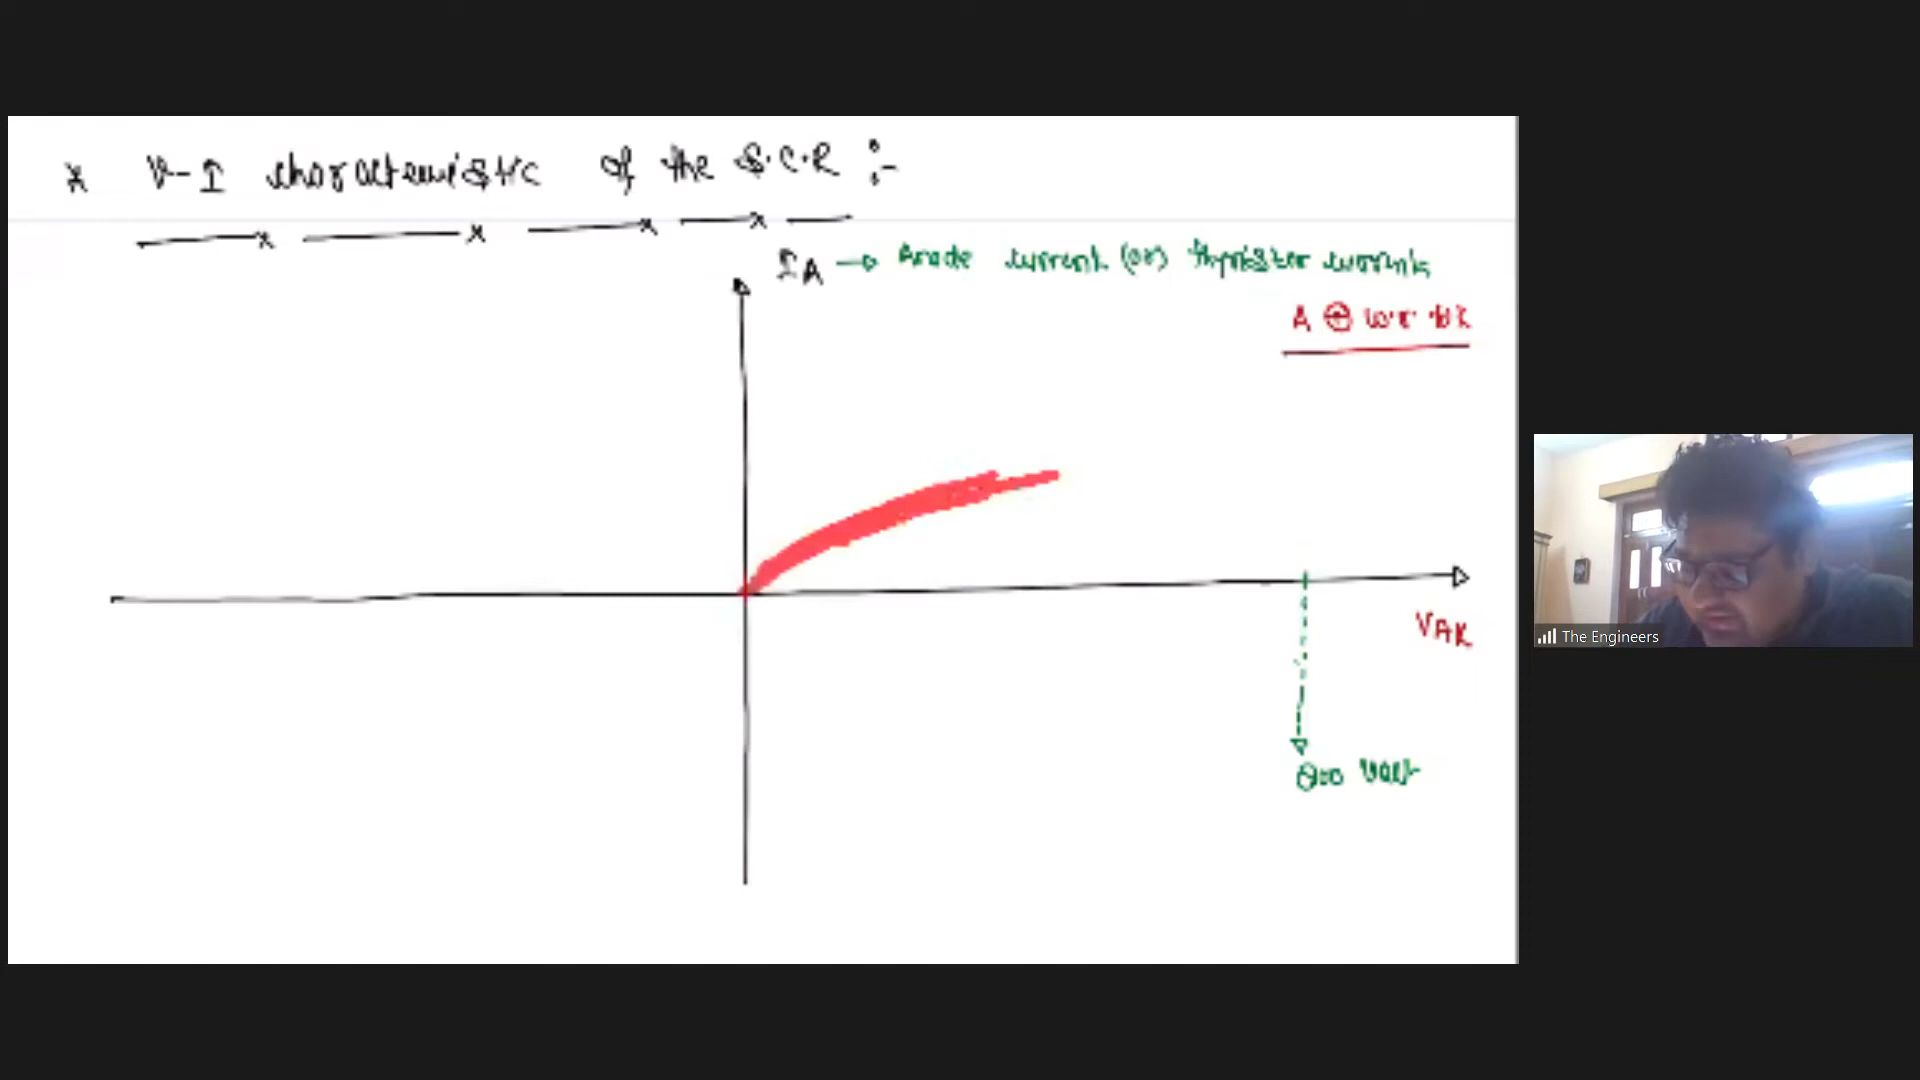 * V-I characteristic of the S.C.R :-
IA → Anode current (or) thyristor current
A ⊕ w.r.t K
VAK
800 Volt
The Engineers